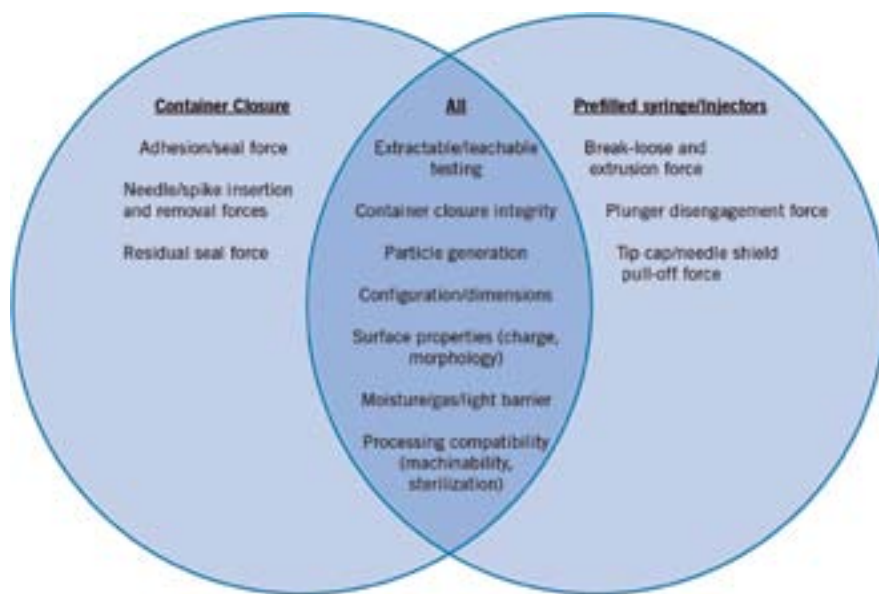 Container Closure
Adhesion/seal force
Needle/spike insertion
and removal forces
Residual seal force
All
Extractable/leachable
testing
Container closure integrity
Particle generation
Configuration/dimensions
Surface properties (charge,
morphology)
Moisture/gas/light barrier
Processing compatibility
(machinability,
sterilization)
Prefilled syringe/Injectors
Break-loose and
extrusion force
Plunger disengagement force
Tip cap/needle shield
pull-off force